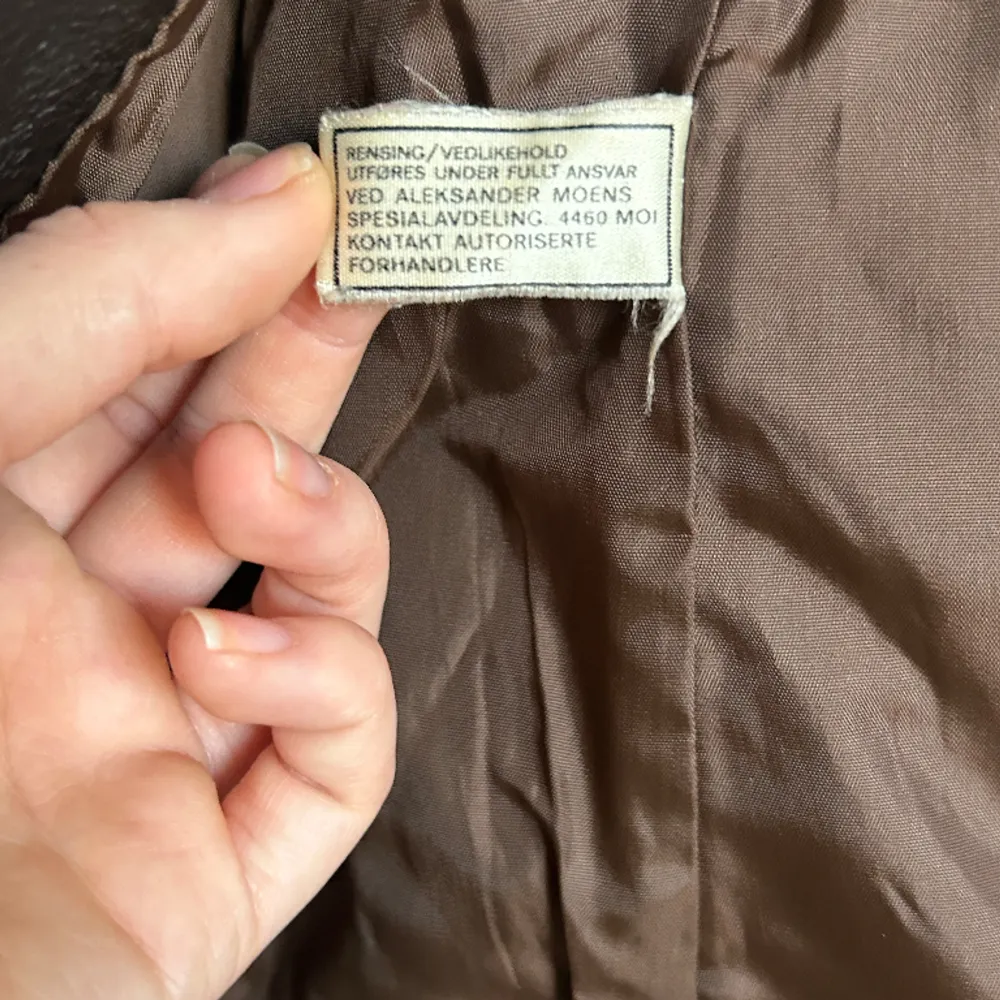 RENSING/VEDLIKEHOLD
UTFØRES UNDER FULLT ANSVAR
VED ALEKSANDER MOENS
SPESIALAVDELING. 4460 MOI
KONTAKT AUTORISERTE
FORHANDLERE